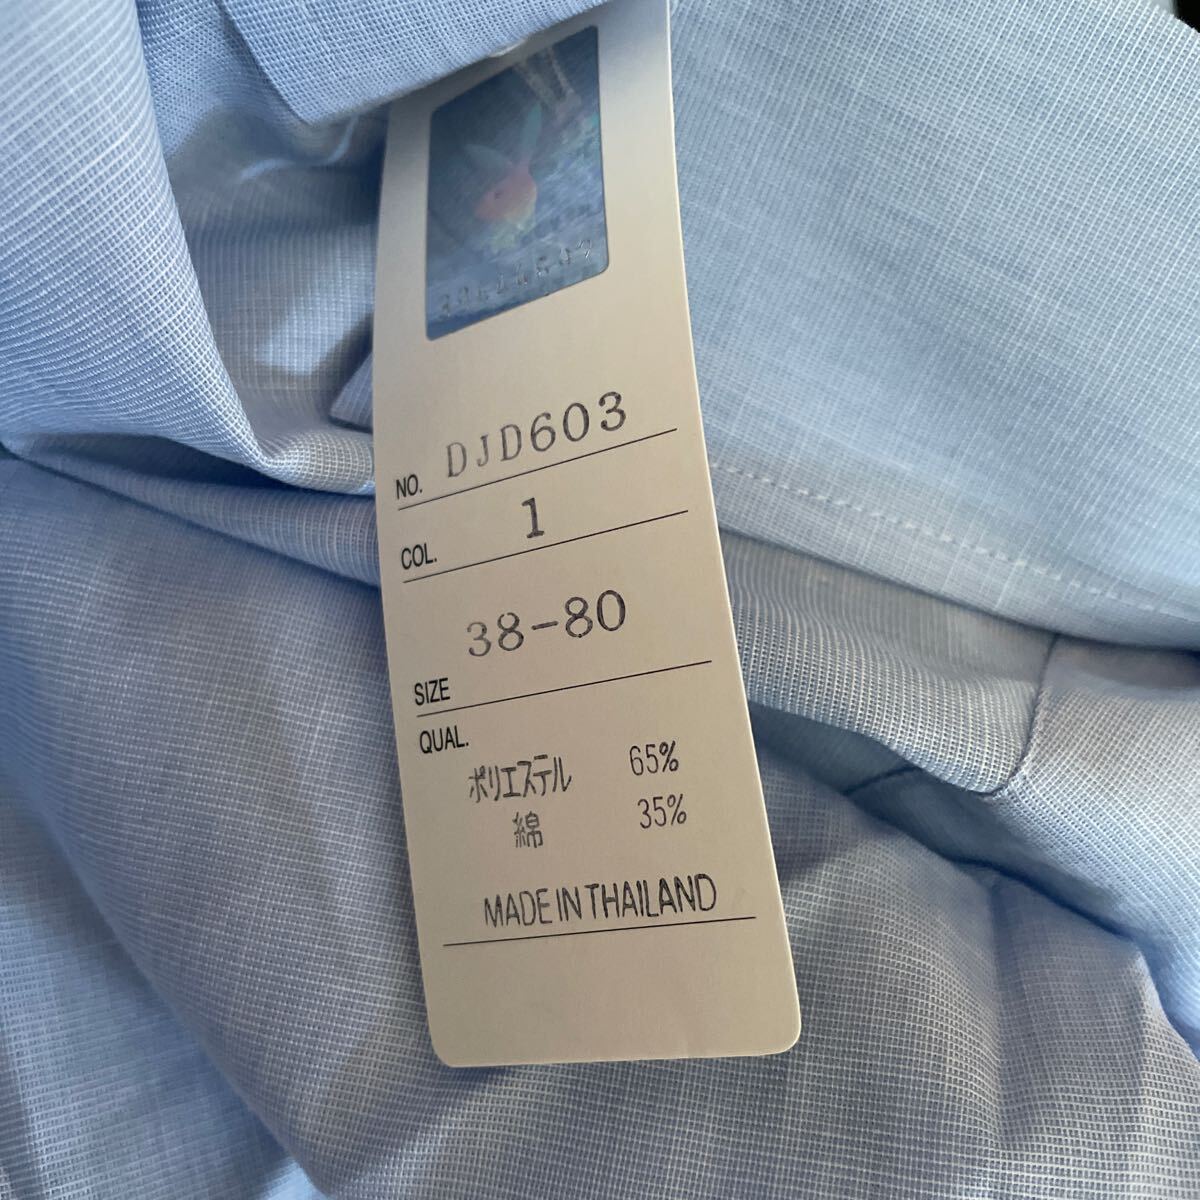 NO. DJD603
COL. 1
SIZE 38-80
QUAL.
ポリエステル 65%
綿 35%
MADE IN THAILAND